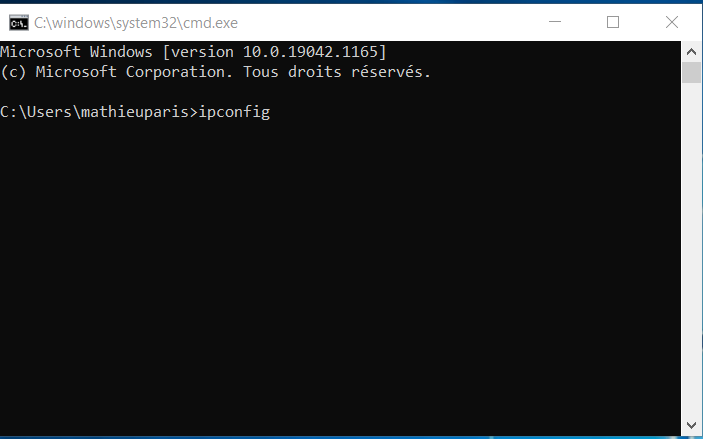 C:\windows\system32\cmd.exe
Microsoft Windows [version 10.0.19042.1165]
(c) Microsoft Corporation. Tous droits réservés.
C:\Users\mathieuparis>ipconfig